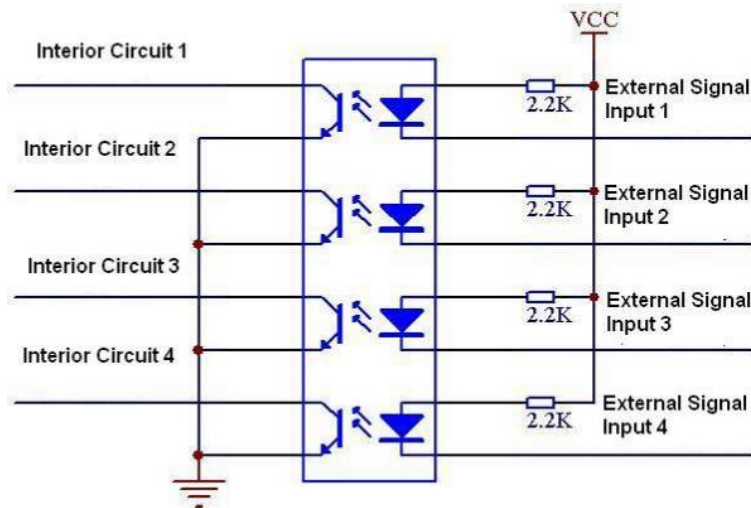 VCC
Interior Circuit 1
External Signal
Input 1
2.2K
Interior Circuit 2
External Signal
Input 2
2.2K
Interior Circuit 3
External Signal
Input 3
2.2K
Interior Circuit 4
External Signal
Input 4
2.2K